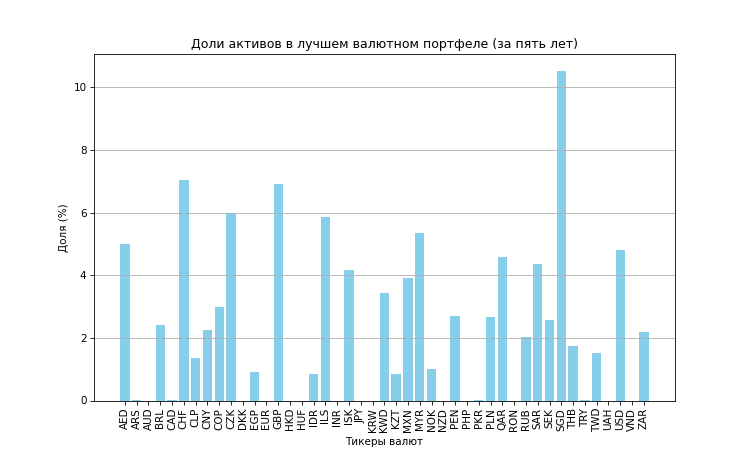 Доли активов в лучшем валютном портфеле (за пять лет)
Доля (%)
10
8
6
4
2
0
AED ARS AUD BRL CAD CHF CLP CNY COP CZK DKK EGP EUR GBP HKD HUF IDR ILS INR ISK JPY KRW KWD KZT MXN MYR NOK NZD PEN PHP PKR PLN QAR RON RUB SAR SEK SGD THB TRY TWD UAH USD VND ZAR
Тикеры валют